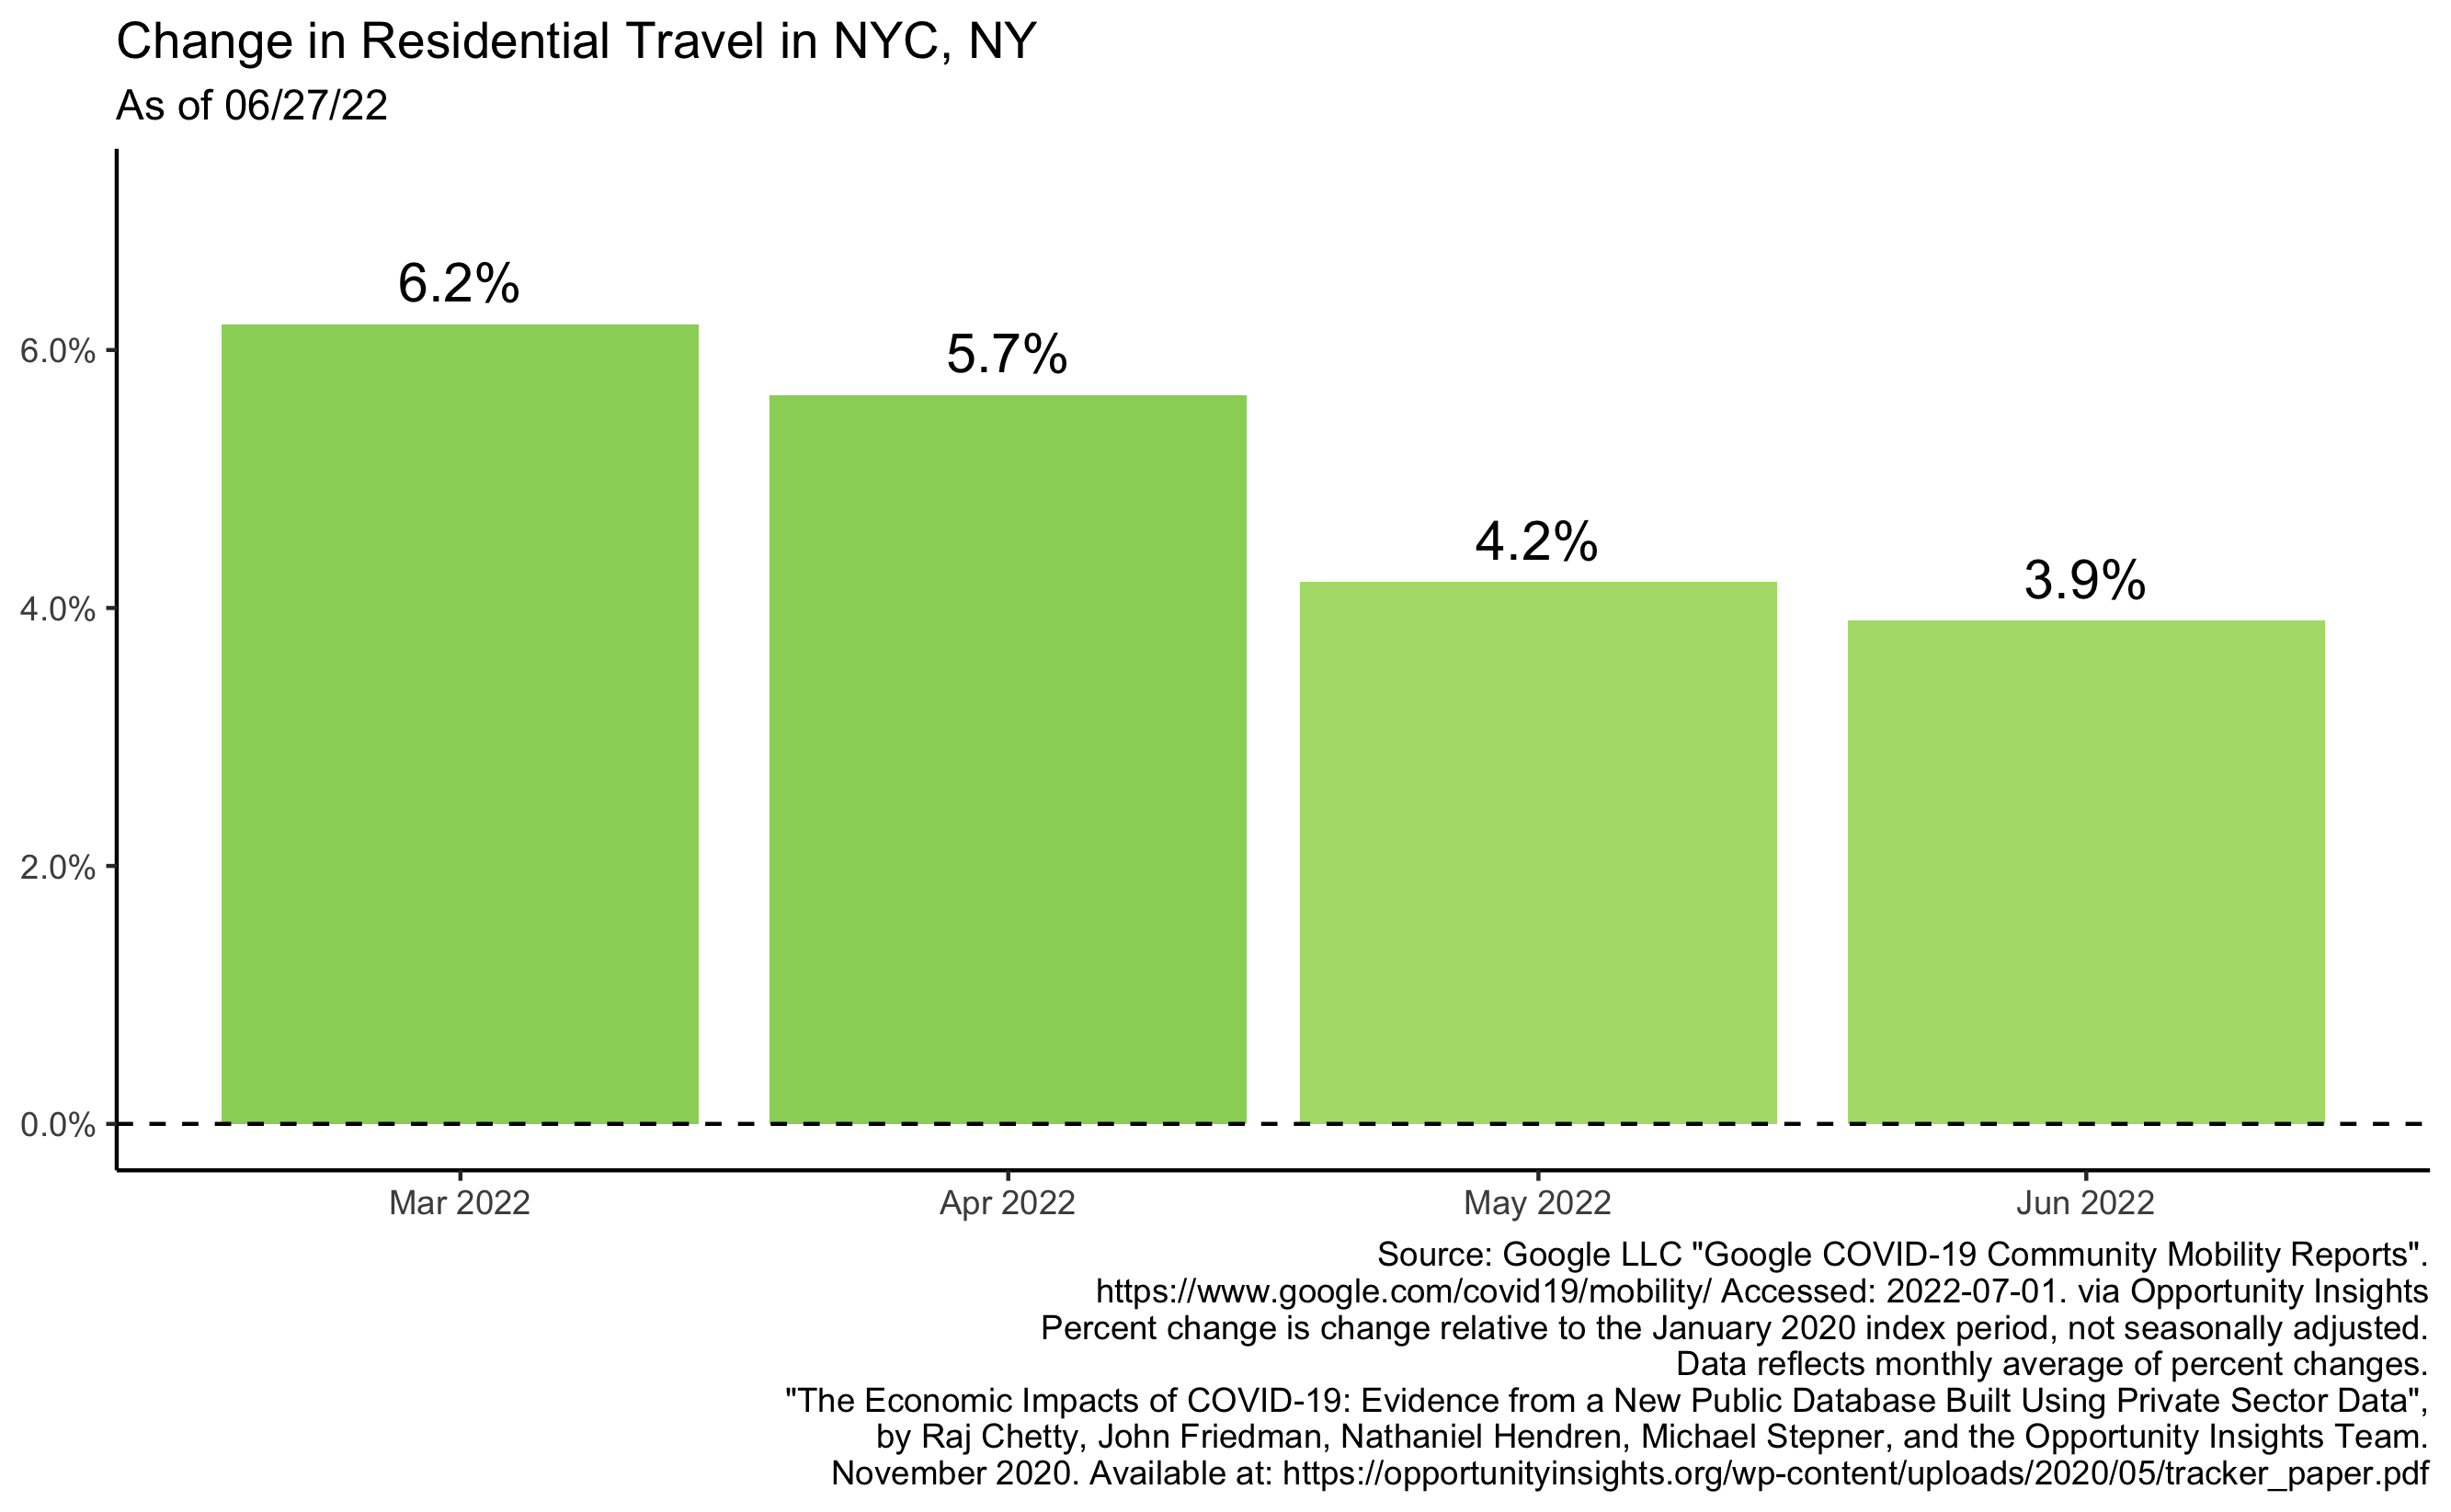 Change in Residential Travel in NYC, NY
As of 06/27/22
6.2%
5.7%
4.2%
3.9%
6.0%
4.0%
2.0%
0.0%
Mar 2022
Apr 2022
May 2022
Jun 2022
Source: Google LLC "Google COVID-19 Community Mobility Reports".
https://www.google.com/covid19/mobility/ Accessed: 2022-07-01. via Opportunity Insights
Percent change is change relative to the January 2020 index period, not seasonally adjusted.
Data reflects monthly average of percent changes.
"The Economic Impacts of COVID-19: Evidence from a New Public Database Built Using Private Sector Data",
by Raj Chetty, John Friedman, Nathaniel Hendren, Michael Stepner, and the Opportunity Insights Team.
November 2020. Available at: https://opportunityinsights.org/wp-content/uploads/2020/05/tracker_paper.pdf